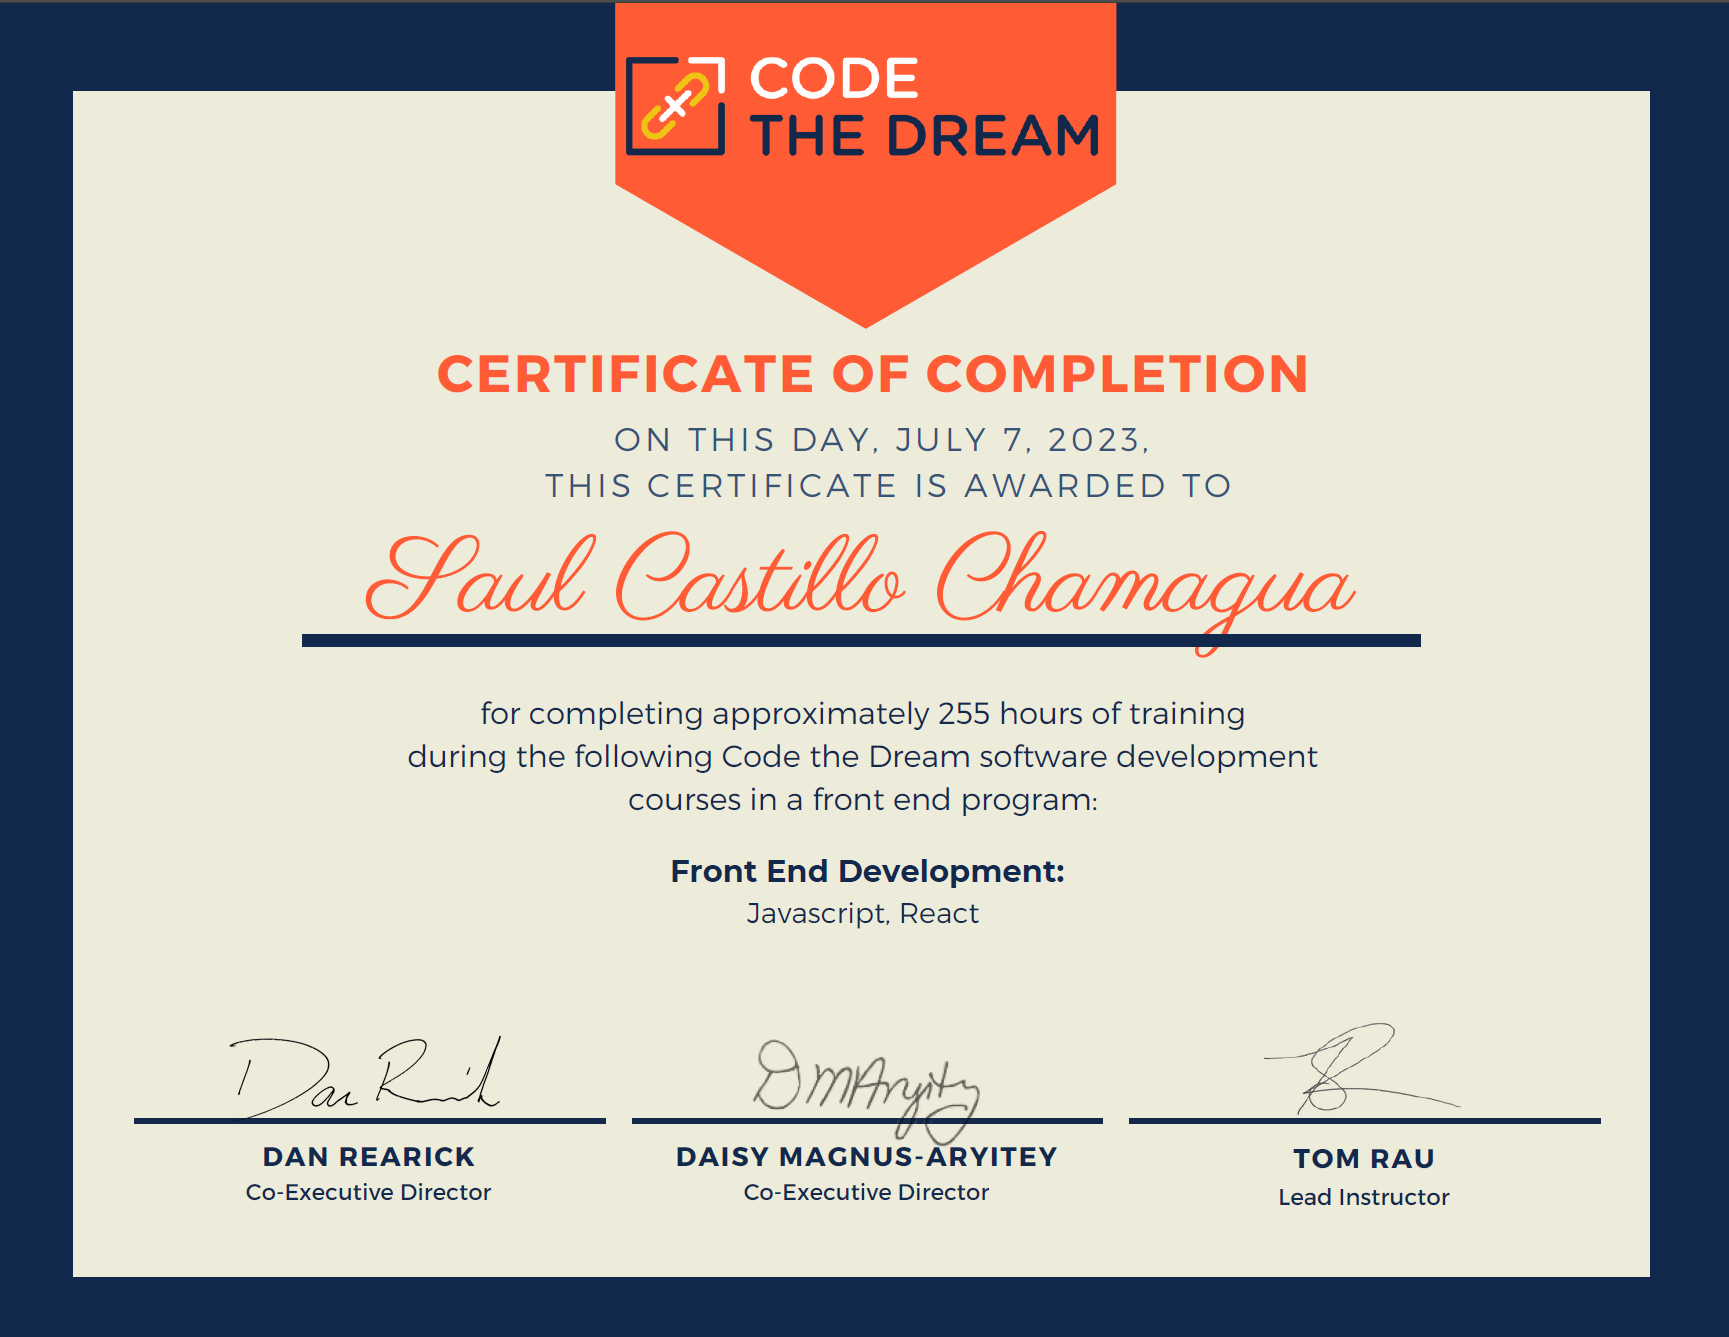 CODE
THE DREAM
CERTIFICATE OF COMPLETION
ON THIS DAY, JULY 7, 2023,
THIS CERTIFICATE IS AWARDED TO
Saul Castillo Chamagua
for completing approximately 255 hours of training
during the following Code the Dream software development
courses in a front end program:
Front End Development:
Javascript, React
Dan Rearick
DMAryitey
DAN REARICK
Co-Executive Director
DAISY MAGNUS-ARYITEY
Co-Executive Director
TOM RAU
Lead Instructor